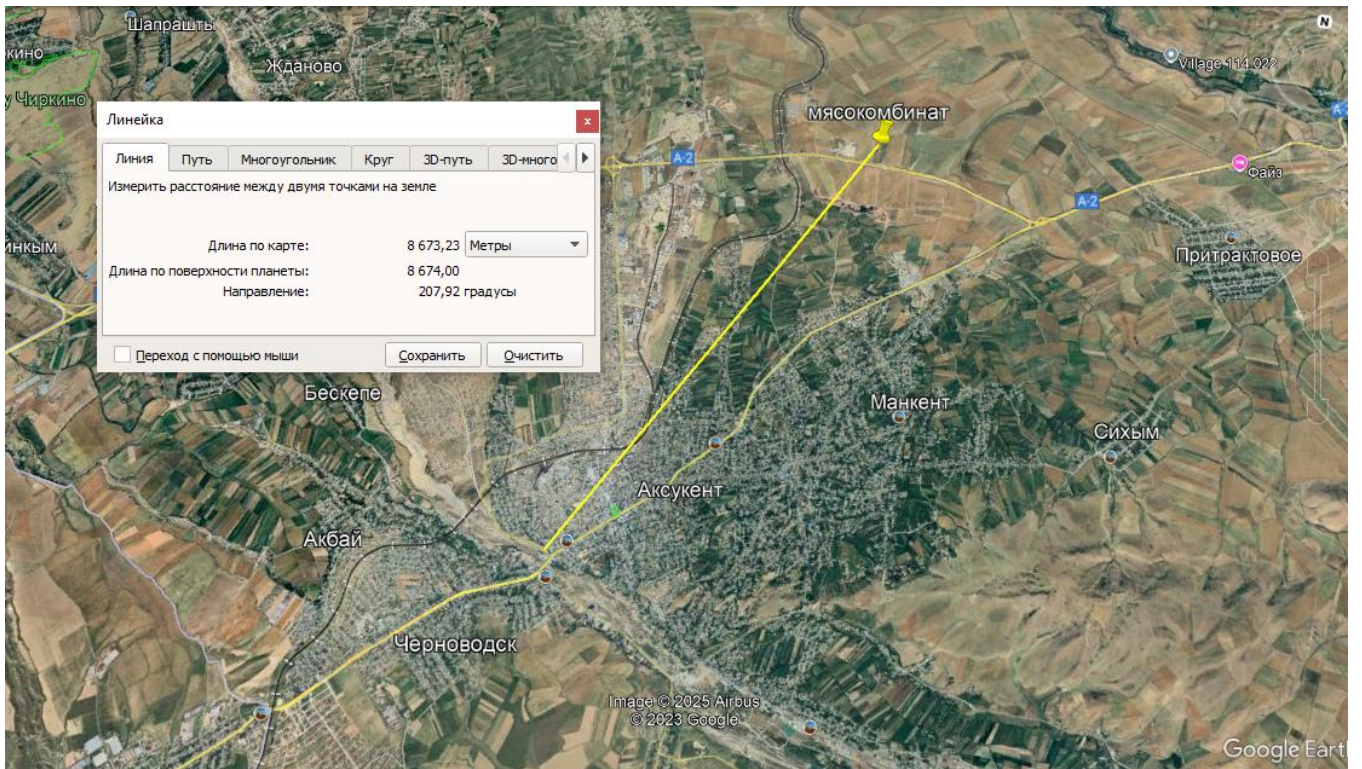 Шапрашты
кино
Жданово
у Чиркино
Village 114.022
N
мясокомбинат
А-2
А-2
А-2
Файз
Притрактовое
Линейка
x
Линия Путь Многоугольник Круг 3D-путь 3D-много
Измерить расстояние между двумя точками на земле
Длина по карте: 8 673,23 Метры
Длина по поверхности планеты: 8 674,00
Направление: 207,92 градусы
Переход с помощью мыши Сохранить Очистить
инкым
Бескепе
Манкент
Сихым
Аксукент
Акбай
Черноводск
Image © 2025 Airbus
© 2023 Google
Google Earth